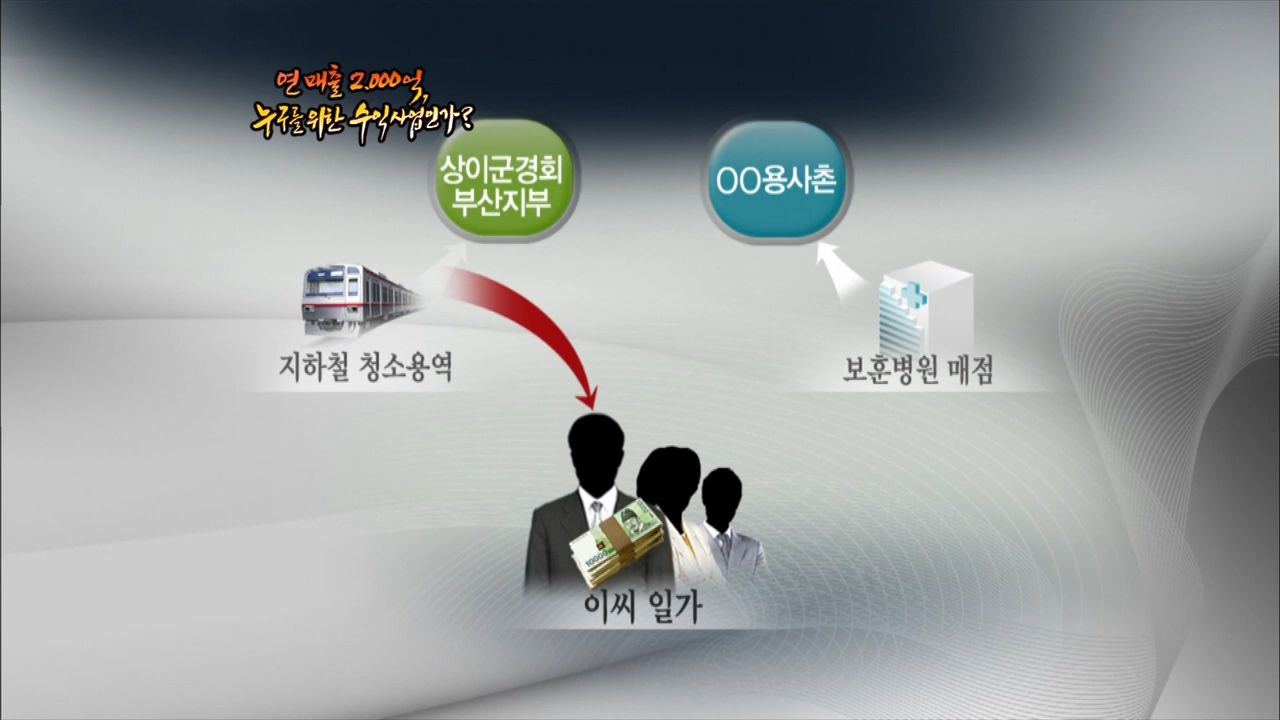 연 매출 2.000억,
누구를 위한 수익사업인가?
상이군경회
부산지부
OO용사촌
지하철 청소용역
보훈병원 매점
10000
이씨 일가